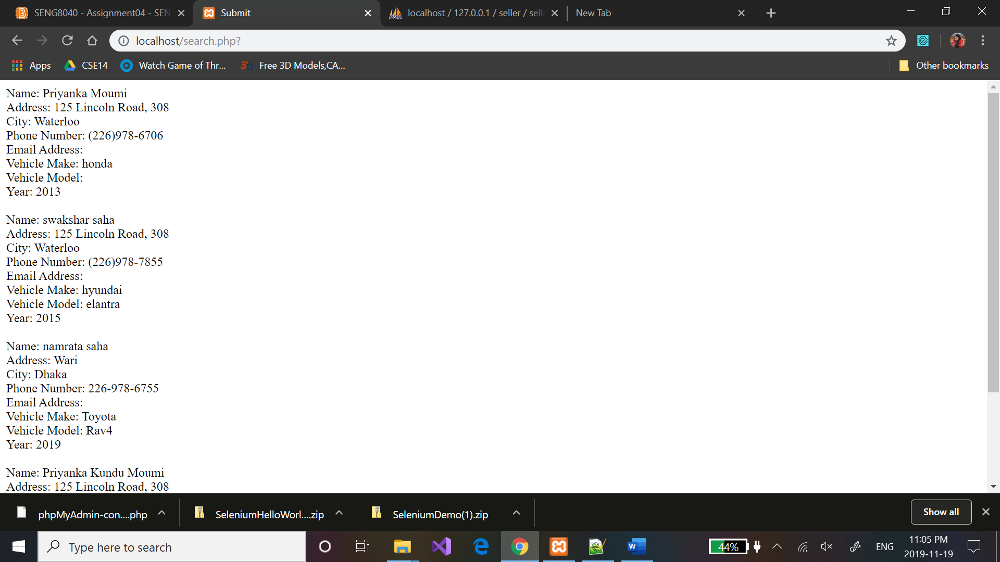 SENG8040 - Assignment04 - SEN
Submit
localhost / 127.0.0.1 / seller / sell
New Tab
localhost/search.php?
Apps
CSE14
Watch Game of Thr...
Free 3D Models,CA...
Other bookmarks
Name: Priyanka Moumi
Address: 125 Lincoln Road, 308
City: Waterloo
Phone Number: (226)978-6706
Email Address:
Vehicle Make: honda
Vehicle Model:
Year: 2013
Name: swakshar saha
Address: 125 Lincoln Road, 308
City: Waterloo
Phone Number: (226)978-7855
Email Address:
Vehicle Make: hyundai
Vehicle Model: elantra
Year: 2015
Name: namrata saha
Address: Wari
City: Dhaka
Phone Number: 226-978-6755
Email Address:
Vehicle Make: Toyota
Vehicle Model: Rav4
Year: 2019
Name: Priyanka Kundu Moumi
Address: 125 Lincoln Road, 308
phpMyAdmin-con....php
SeleniumHelloWorl....zip
SeleniumDemo(1).zip
Show all
Type here to search
44%
ENG
11:05 PM
2019-11-19